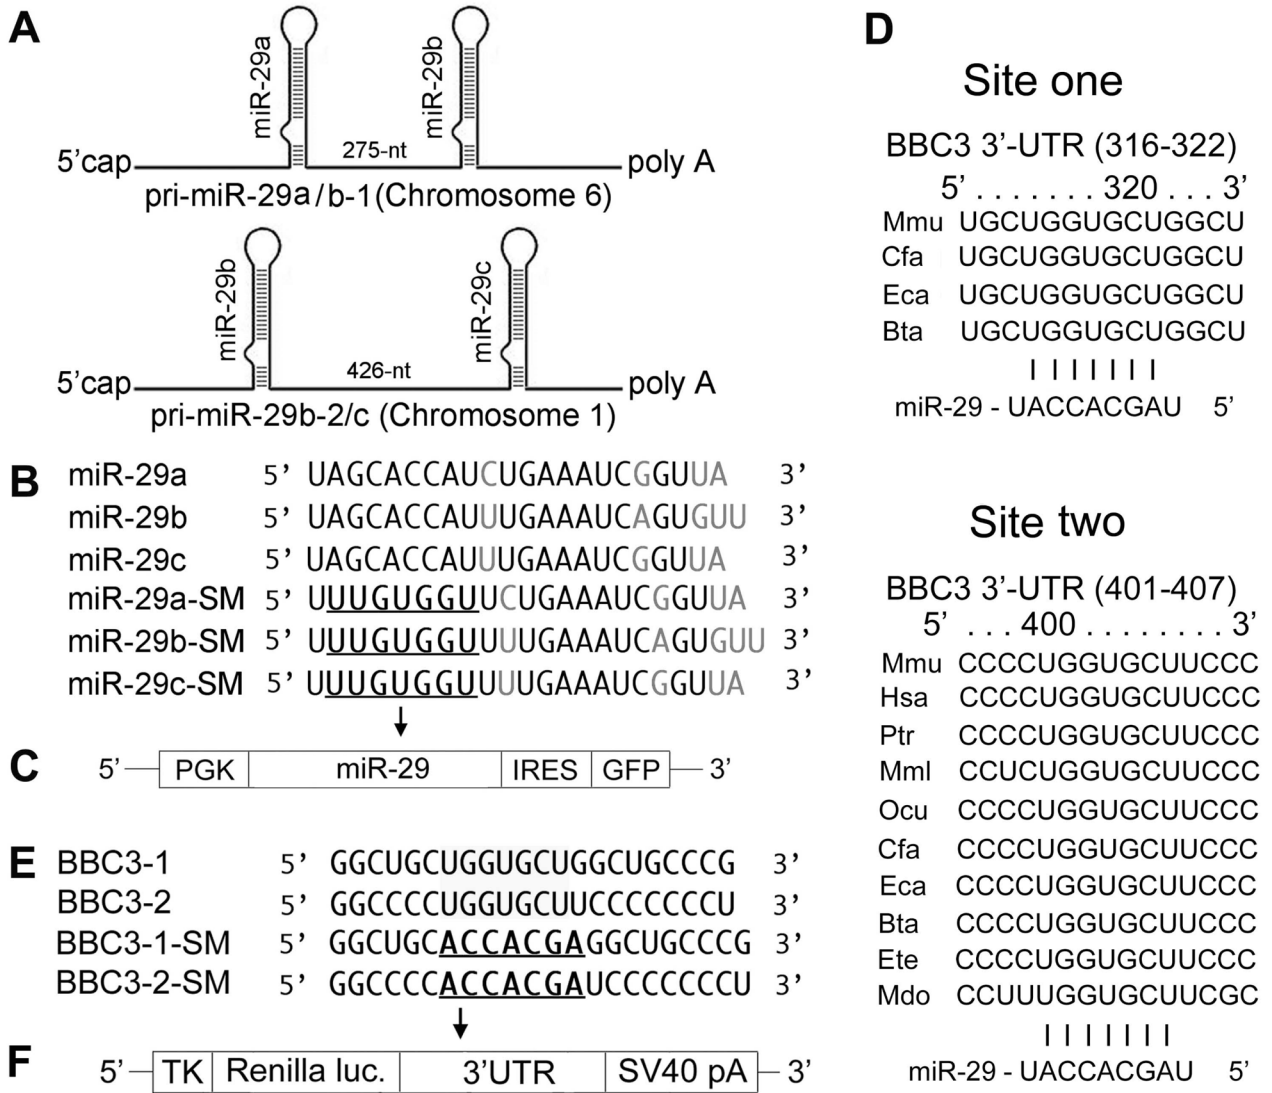 A
miR-29a
miR-29b
5’cap
275-nt
poly A
pri-miR-29a/b-1(Chromosome 6)
miR-29b
miR-29c
5’cap
426-nt
poly A
pri-miR-29b-2/c (Chromosome 1)
B
miR-29a 5’ UAGCACCAUCUGAAAUCGGUUA 3’
miR-29b 5’ UAGCACCAUUUGAAAUCAGUGUU 3’
miR-29c 5’ UAGCACCAUUUGAAAUCGGUUA 3’
miR-29a-SM 5’ UUUGUGGUUCUGAAAUCGGUUA 3’
miR-29b-SM 5’ UUUGUGGUUUUGAAAUCAGUGUU 3’
miR-29c-SM 5’ UUUGUGGUUUUGAAAUCGGUUA 3’
C
5’ PGK miR-29 IRES GFP 3’
E
BBC3-1 5’ GGCUGCUGGUGCUGGCUGCCCG 3’
BBC3-2 5’ GGCCCCUGGUGCUUCCCCCCCU 3’
BBC3-1-SM 5’ GGCUGCACCACGAGGCUGCCCG 3’
BBC3-2-SM 5’ GGCCCCACCACGAUCCCCCCCU 3’
F
5’ TK Renilla luc. 3’UTR SV40 pA 3’
D
Site one
BBC3 3’-UTR (316-322)
5’ . . . . . . . 320 . . . 3’
Mmu UGCUGGUGCUGGCU
Cfa UGCUGGUGCUGGCU
Eca UGCUGGUGCUGGCU
Bta UGCUGGUGCUGGCU
miR-29 - UACCACGAU 5’
Site two
BBC3 3’-UTR (401-407)
5’ . . . 400 . . . . . . . . 3’
Mmu CCCCUGGUGCUUCCC
Hsa CCCCUGGUGCUUCCC
Ptr CCCCUGGUGCUUCCC
Mml CCUCUGUGCUUCCC
Ocu CCCCUGGUGCUUCCC
Cfa CCCCUGGUGCUUCCC
Eca CCCCUGGUGCUUCCC
Bta CCCCUGGUGCUUCCC
Ete CCCCUGGUGCUUCCC
Mdo CCUUUGGUGCUUCGC
miR-29 - UACCACGAU 5’